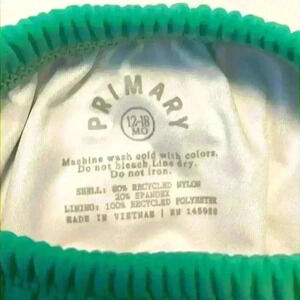 PRIMARY
12-18
MO
Machine wash cold with colors.
Do not bleach. Line dry.
Do not iron.
SHELL: 80% RECYCLED NYLON
20% SPANDEX
LINING: 100% RECYCLED POLYESTER
MADE IN VIETNAM | RN